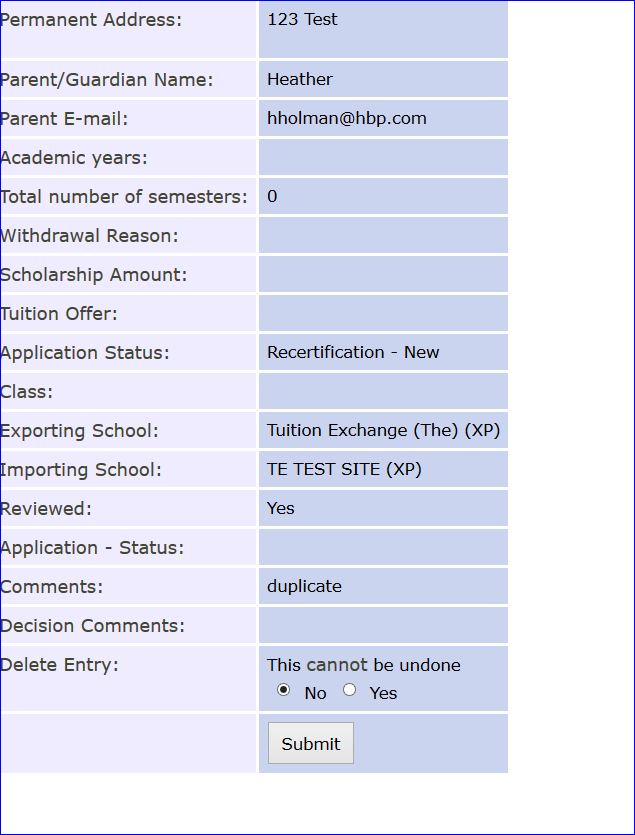 Permanent Address: 123 Test
Parent/Guardian Name: Heather
Parent E-mail: hholman@hbp.com
Academic years:
Total number of semesters: 0
Withdrawal Reason:
Scholarship Amount:
Tuition Offer:
Application Status: Recertification - New
Class:
Exporting School: Tuition Exchange (The) (XP)
Importing School: TE TEST SITE (XP)
Reviewed: Yes
Application - Status:
Comments: duplicate
Decision Comments:
Delete Entry: This cannot be undone
No Yes
Submit